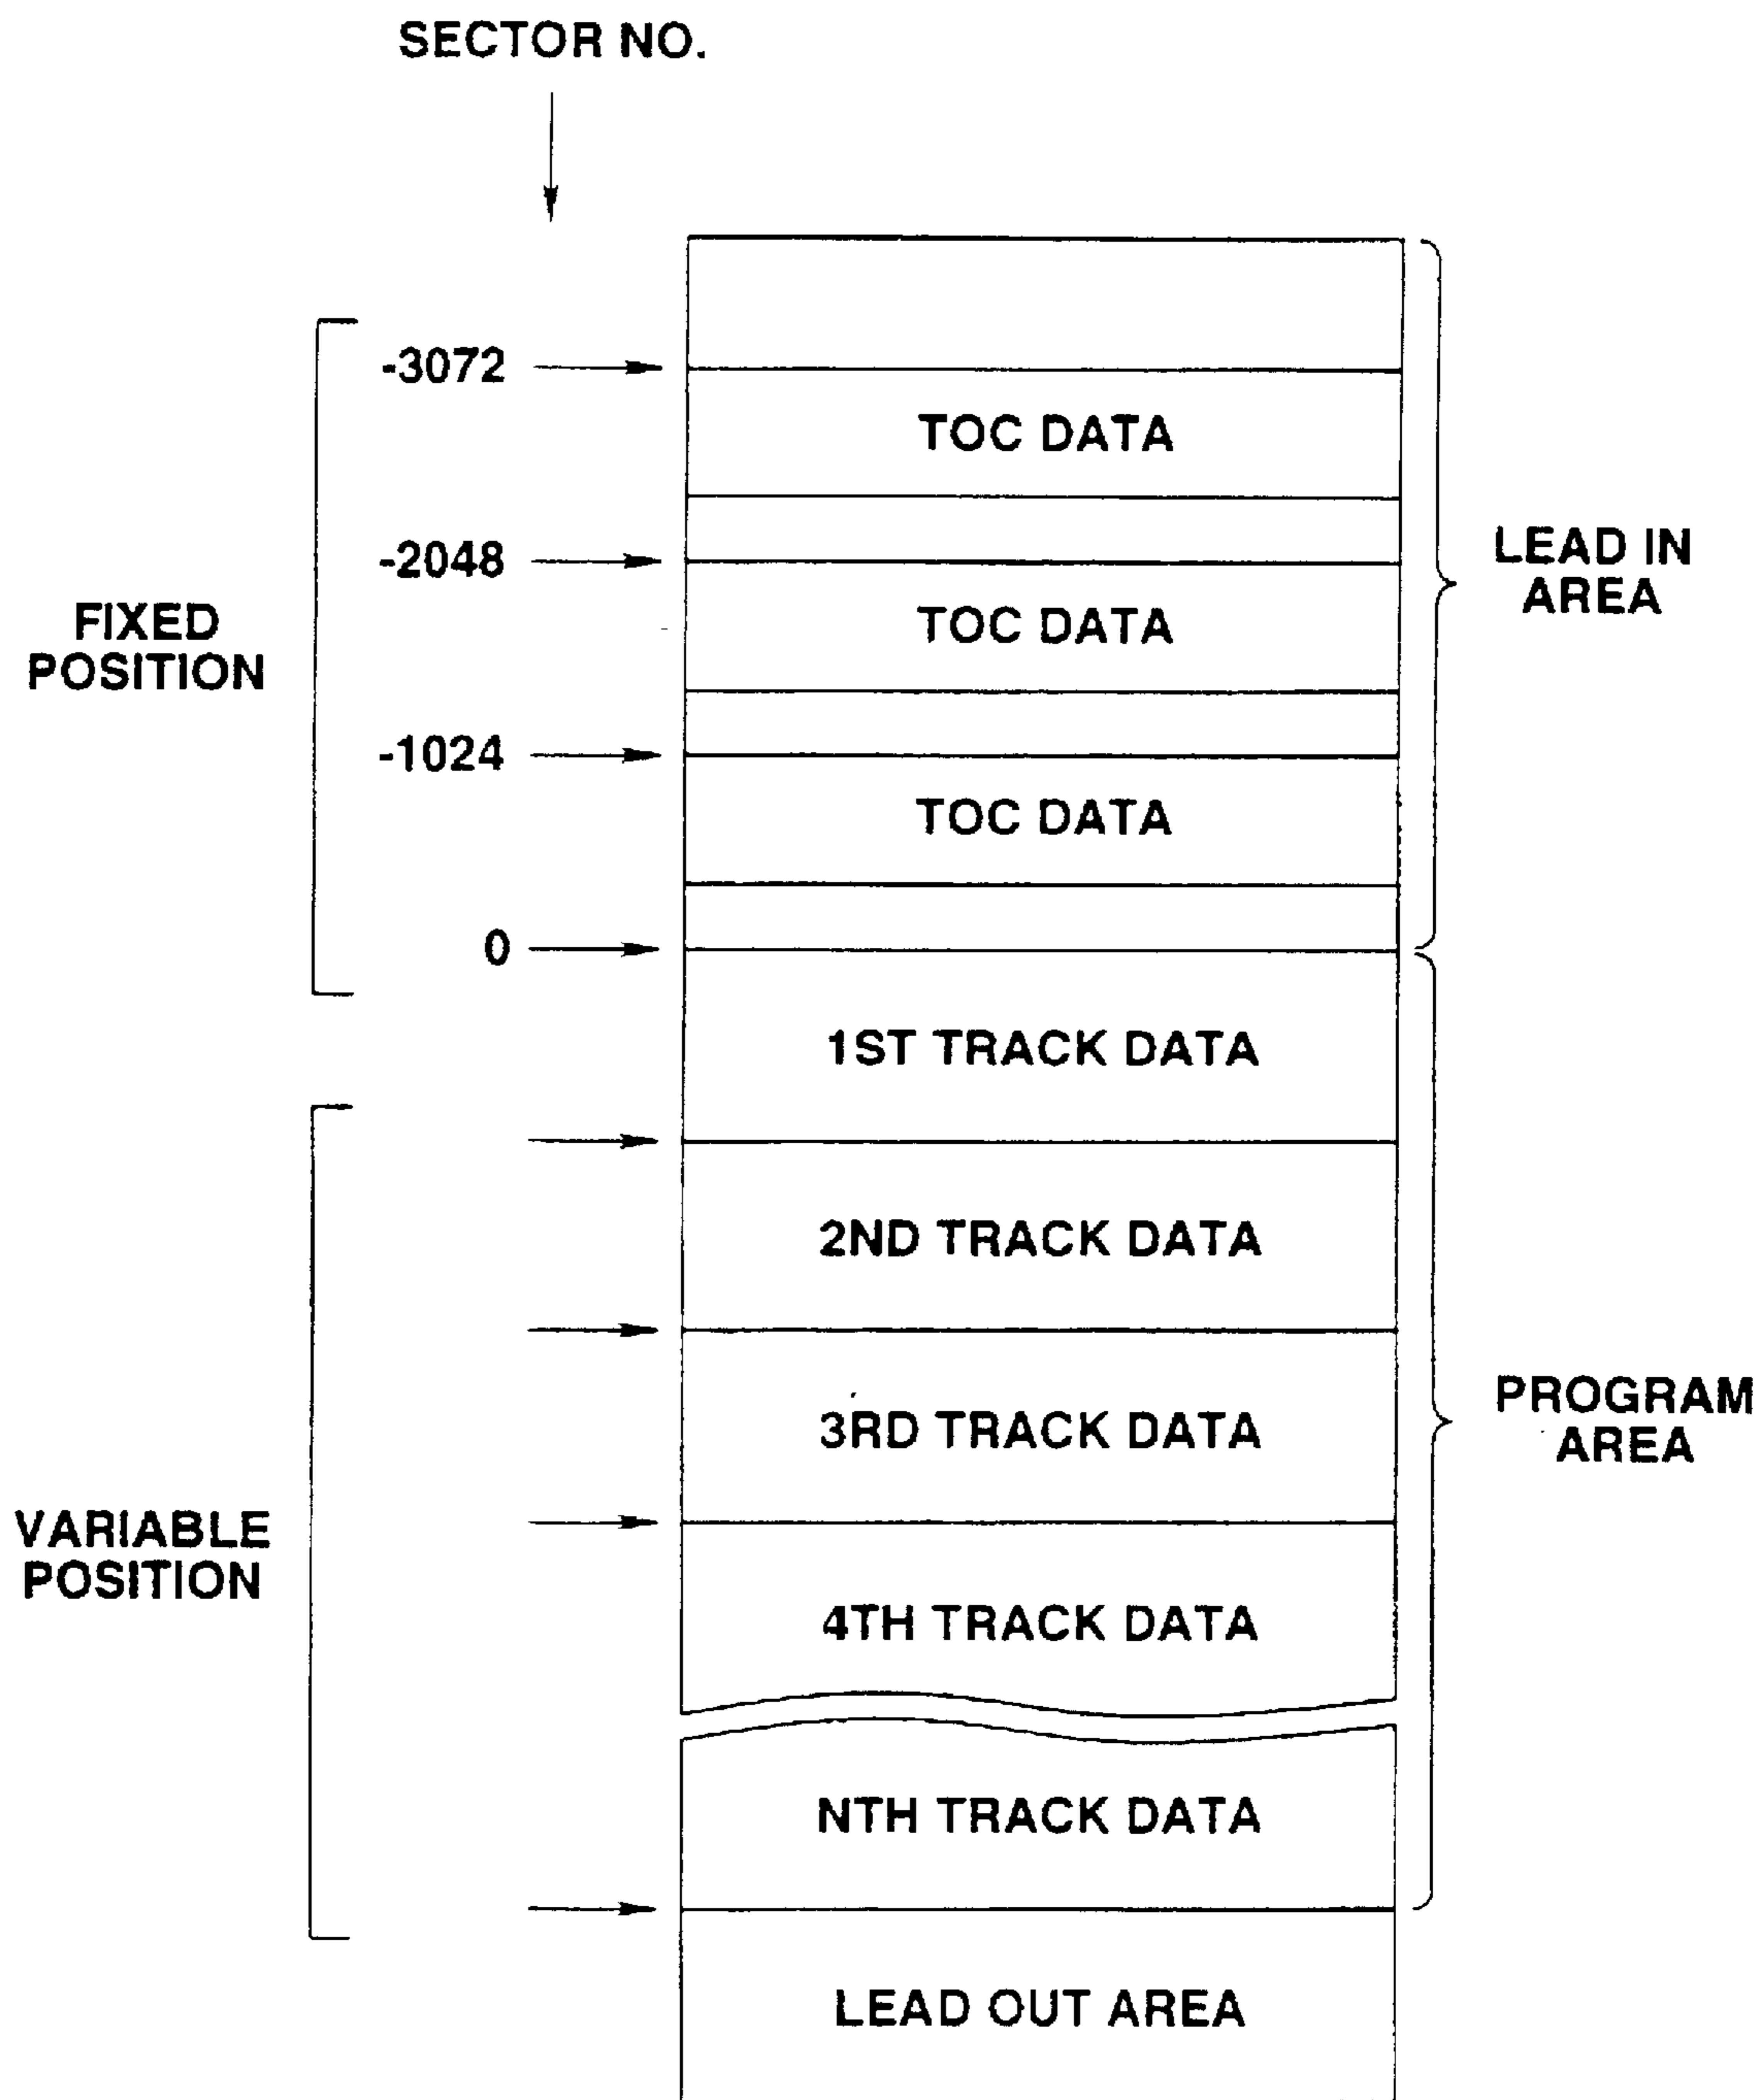 SECTOR NO.
-3072
TOC DATA
-2048
LEAD IN
AREA
FIXED
POSITION
TOC DATA
-1024
TOC DATA
0
1ST TRACK DATA
2ND TRACK DATA
3RD TRACK DATA
PROGRAM
AREA
VARIABLE
POSITION
4TH TRACK DATA
NTH TRACK DATA
LEAD OUT AREA